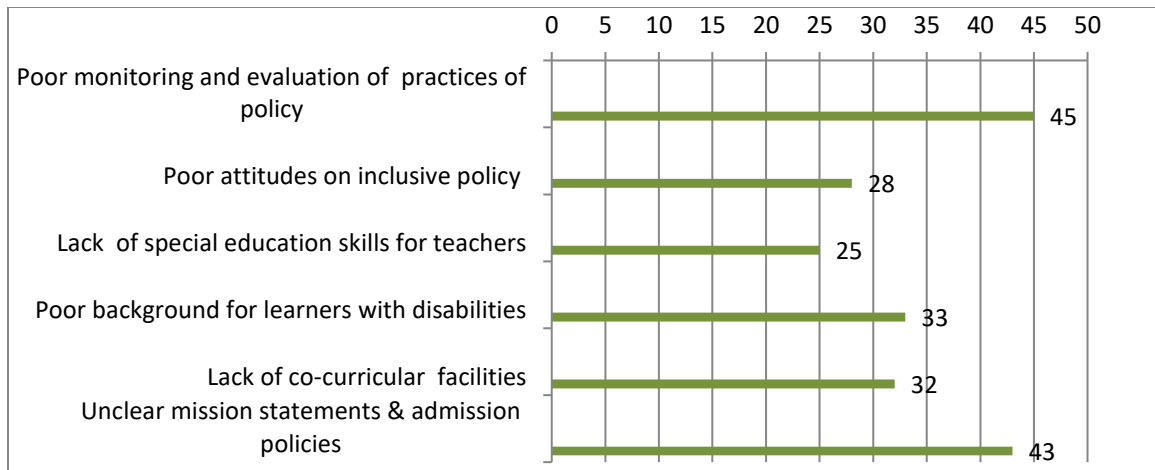 0 5 10 15 20 25 30 35 40 45 50
Poor monitoring and evaluation of practices of
policy
45
Poor attitudes on inclusive policy
28
Lack of special education skills for teachers
25
Poor background for learners with disabilities
33
Lack of co-curricular facilities
32
Unclear mission statements & admission
policies
43